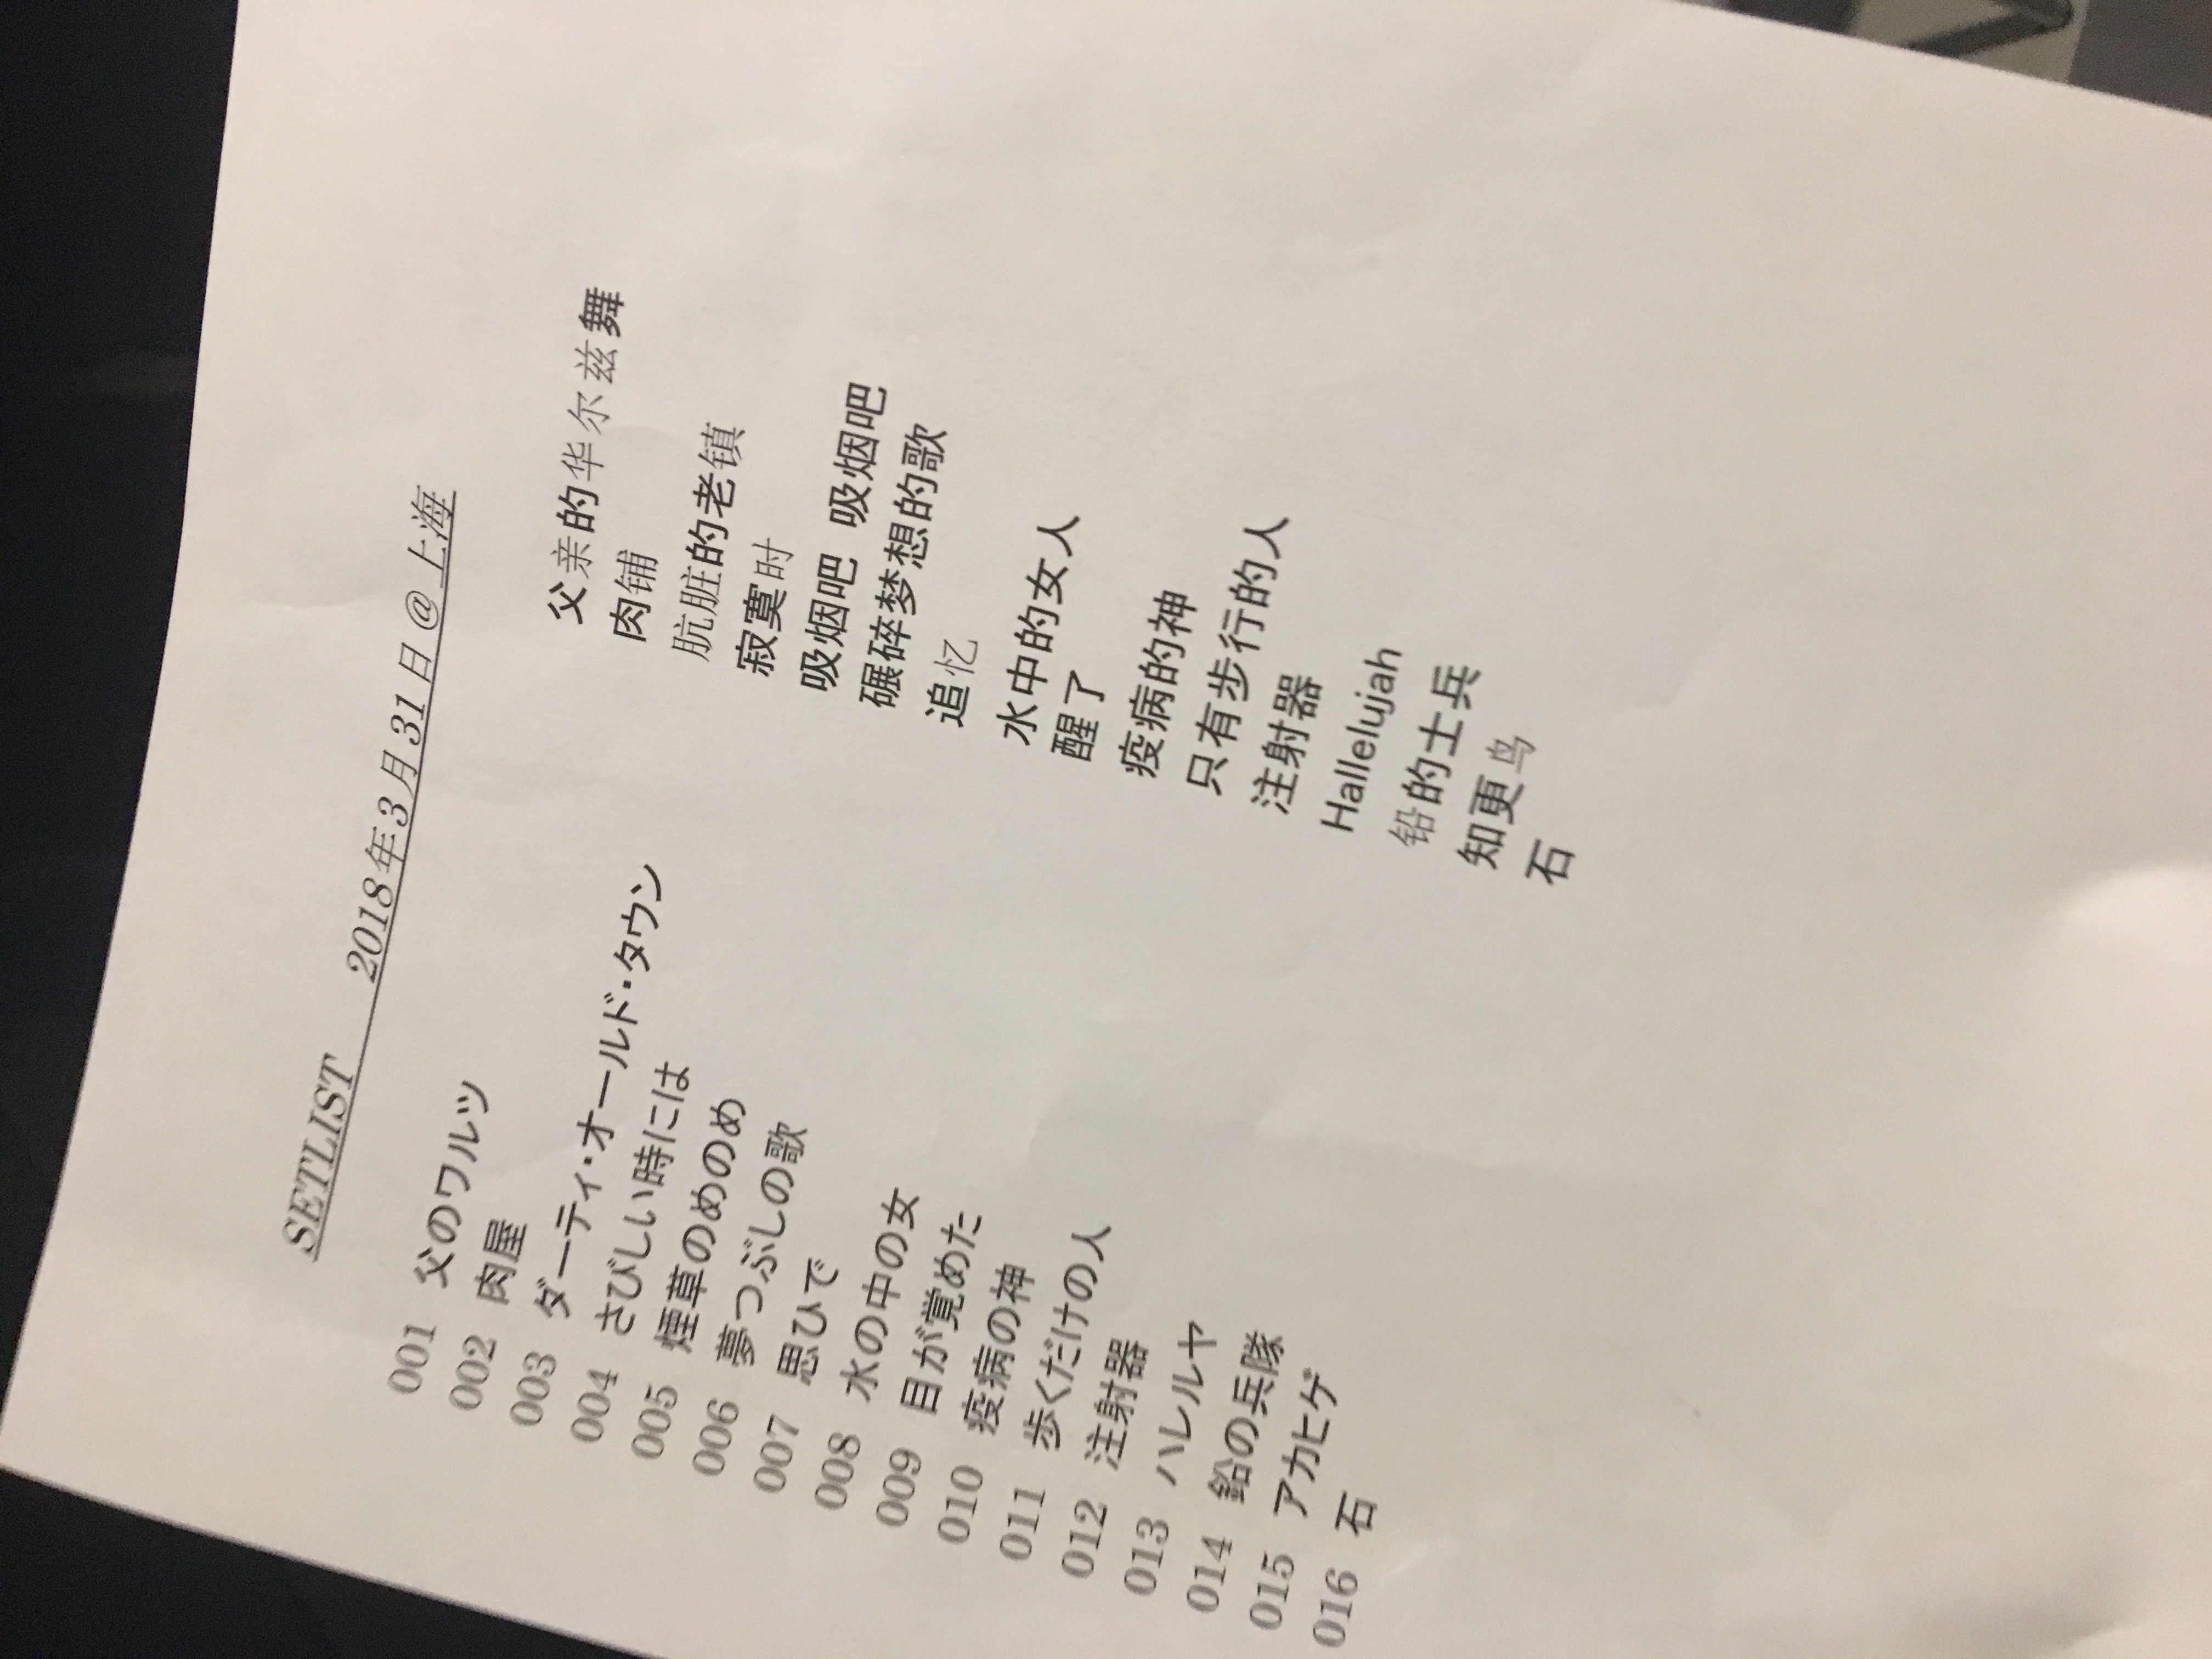 SETLIST 2018年3月31日@上海
001 父のワルツ
002 肉屋
003 ダーティ・オールド・タウン
004 さびしい時には
005 煙草のめのめ
006 夢つぶしの歌
007 思ひで
008 水の中の女
009 目が覚めた
010 疫病の神
011 歩くだけの人
012 注射器
013 ハレルヤ
014 鉛の兵隊
015 アカヒゲ
016 石
父亲的华尔兹舞
肉铺
肮脏的老镇
寂寞时
吸烟吧 吸烟吧
碾碎梦想的歌
追忆
水中的女人
醒了
疫病的神
只有步行的人
注射器
Hallelujah
铅的士兵
知更鸟
石